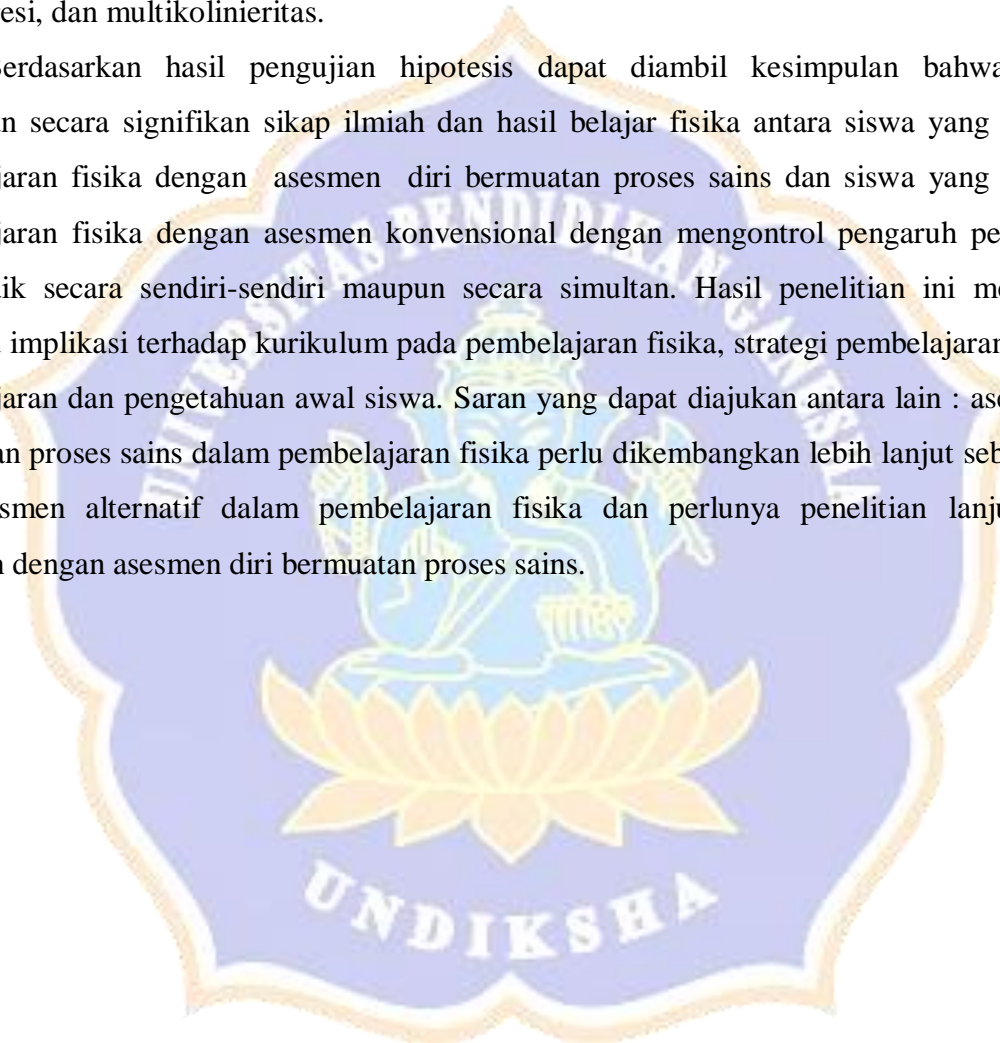 esi, dan multikolinieritas.
Berdasarkan hasil pengujian hipotesis dapat diambil kesimpulan bahwa
n secara signifikan sikap ilmiah dan hasil belajar fisika antara siswa yang
jaran fisika dengan asesmen diri bermuatan proses sains dan siswa yang
jaran fisika dengan asesmen konvensional dengan mengontrol pengaruh pe
ik secara sendiri-sendiri maupun secara simultan. Hasil penelitian ini me
implikasi terhadap kurikulum pada pembelajaran fisika, strategi pembelajaran
jaran dan pengetahuan awal siswa. Saran yang dapat diajukan antara lain : ase
an proses sains dalam pembelajaran fisika perlu dikembangkan lebih lanjut seb
smen alternatif dalam pembelajaran fisika dan perlunya penelitian lanju
n dengan asesmen diri bermuatan proses sains.
UNIVERSITAS PENDIDIKAN GANESHA
UNDIKSHA